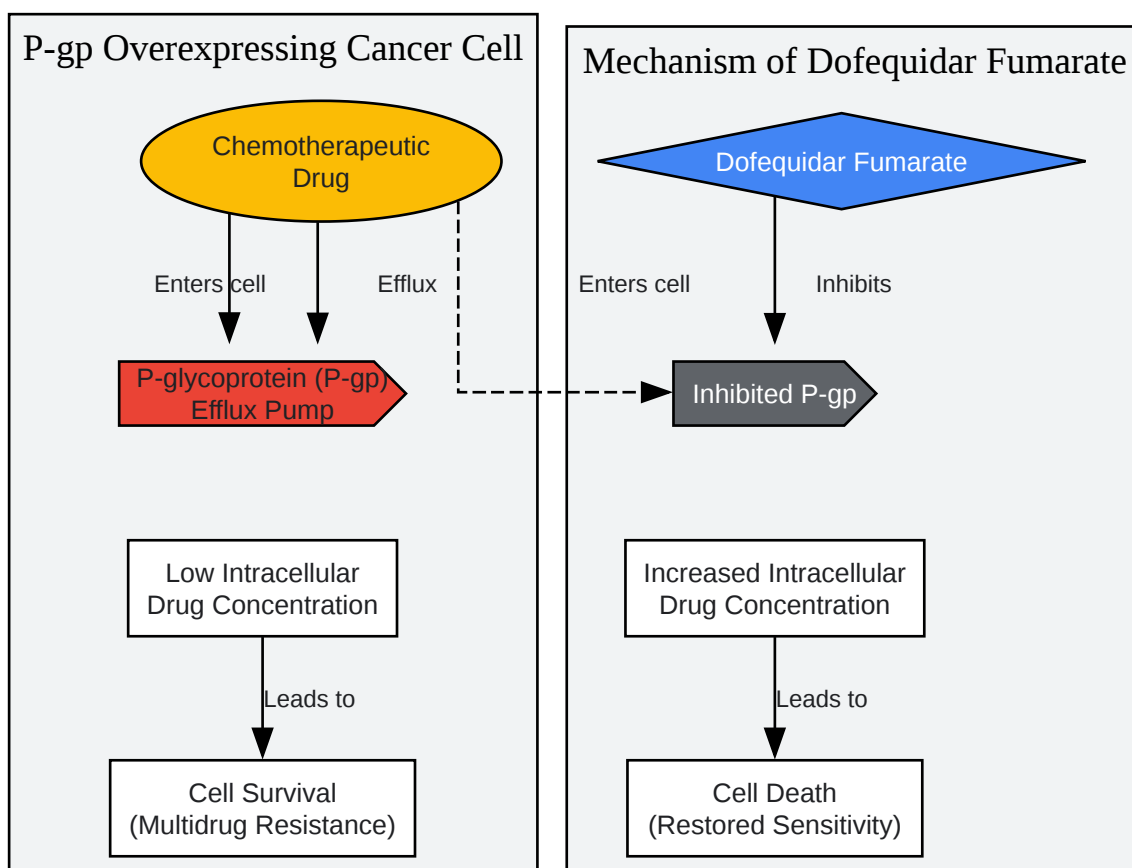 P-gp Overexpressing Cancer Cell
Chemotherapeutic
Drug
Enters cell
Efflux
P-glycoprotein (P-gp)
Efflux Pump
Low Intracellular
Drug Concentration
Leads to
Cell Survival
(Multidrug Resistance)
Mechanism of Dofequidar Fumarate
Dofequidar Fumarate
Enters cell
Inhibits
Inhibited P-gp
Increased Intracellular
Drug Concentration
Leads to
Cell Death
(Restored Sensitivity)